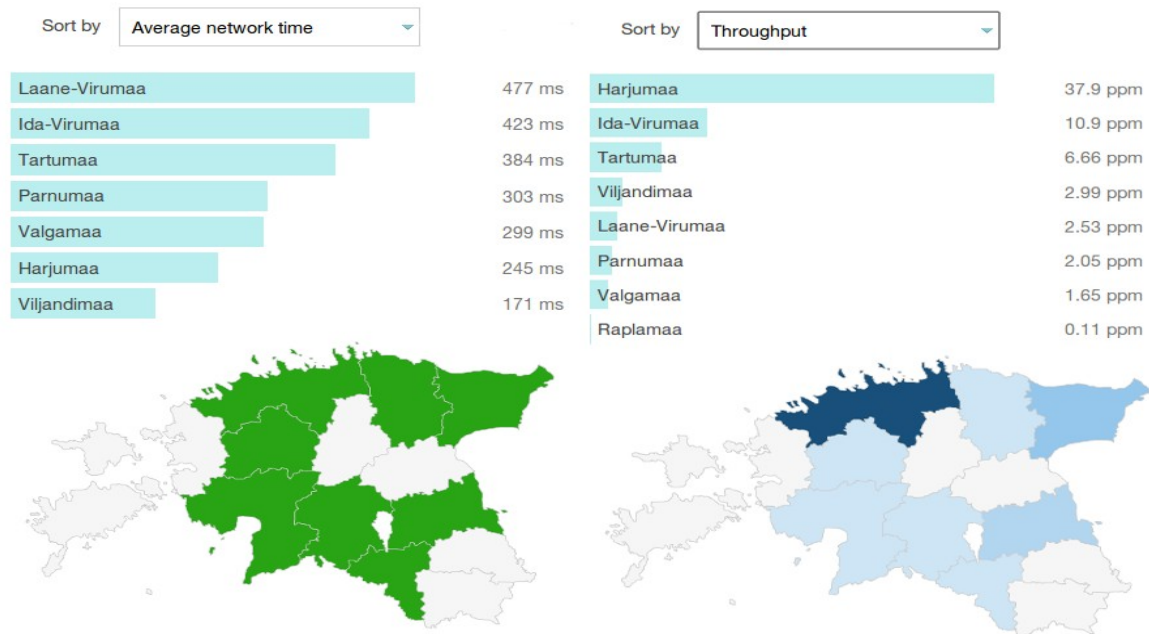 Sort by Average network time
Laane-Virumaa 477 ms
Ida-Virumaa 423 ms
Tartumaa 384 ms
Parnumaa 303 ms
Valgamaa 299 ms
Harjumaa 245 ms
Viljandimaa 171 ms
Sort by Throughput
Harjumaa 37.9 ppm
Ida-Virumaa 10.9 ppm
Tartumaa 6.66 ppm
Viljandimaa 2.99 ppm
Laane-Virumaa 2.53 ppm
Parnumaa 2.05 ppm
Valgamaa 1.65 ppm
Raplamaa 0.11 ppm